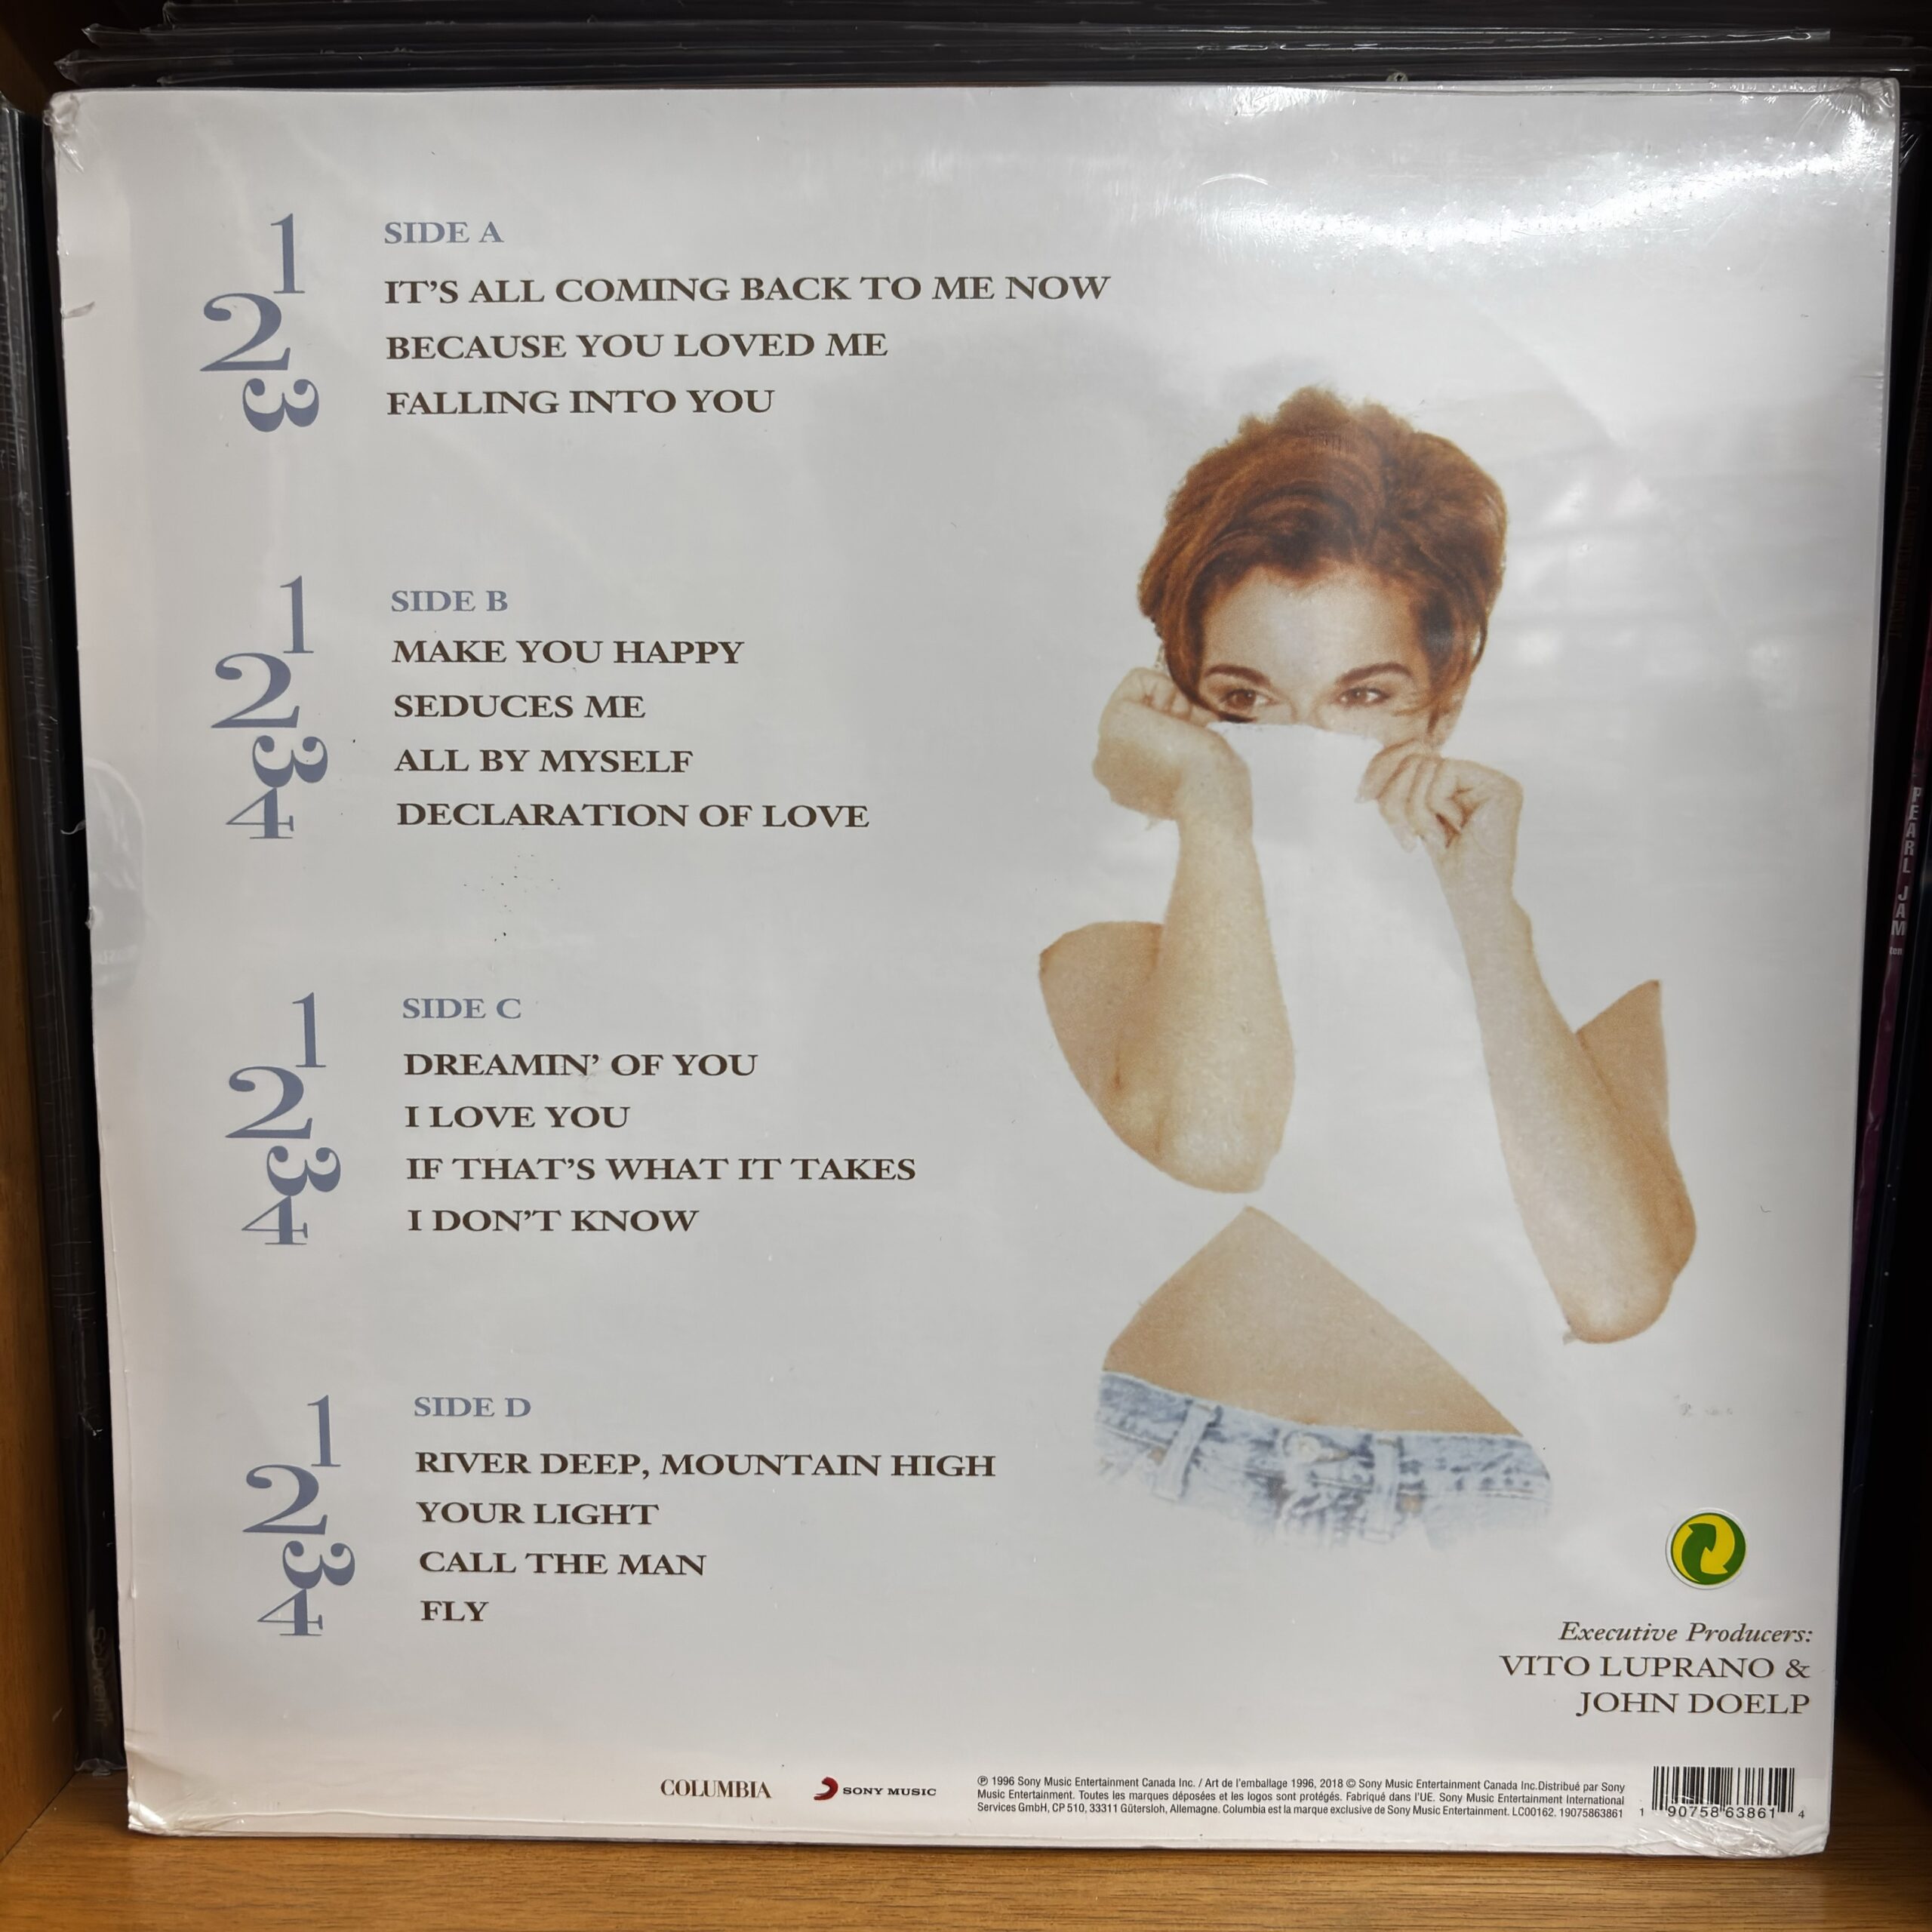 SIDE A
1 IT'S ALL COMING BACK TO ME NOW
2 BECAUSE YOU LOVED ME
3 FALLING INTO YOU
SIDE B
1 MAKE YOU HAPPY
2 SEDUCES ME
3 ALL BY MYSELF
4 DECLARATION OF LOVE
SIDE C
1 DREAMIN' OF YOU
2 I LOVE YOU
3 IF THAT'S WHAT IT TAKES
4 I DON'T KNOW
SIDE D
1 RIVER DEEP, MOUNTAIN HIGH
2 YOUR LIGHT
3 CALL THE MAN
4 FLY
Executive Producers:
VITO LUPRANO &
JOHN DOELP
COLUMBIA
SONY MUSIC
℗ 1996 Sony Music Entertainment Canada Inc. / Art de l'emballage 1996, 2018 © Sony Music Entertainment Canada Inc.Distribué par Sony
Music Entertainment. Toutes les marques déposées et les logos sont protégés. Fabriqué dans l'UE. Sony Music Entertainment International
Services GmbH, CP 510, 33311 Gütersloh, Allemagne. Columbia est la marque exclusive de Sony Music Entertainment. LC00162. 19075863861
1 90758 63861 4
PEARL JAM
ten